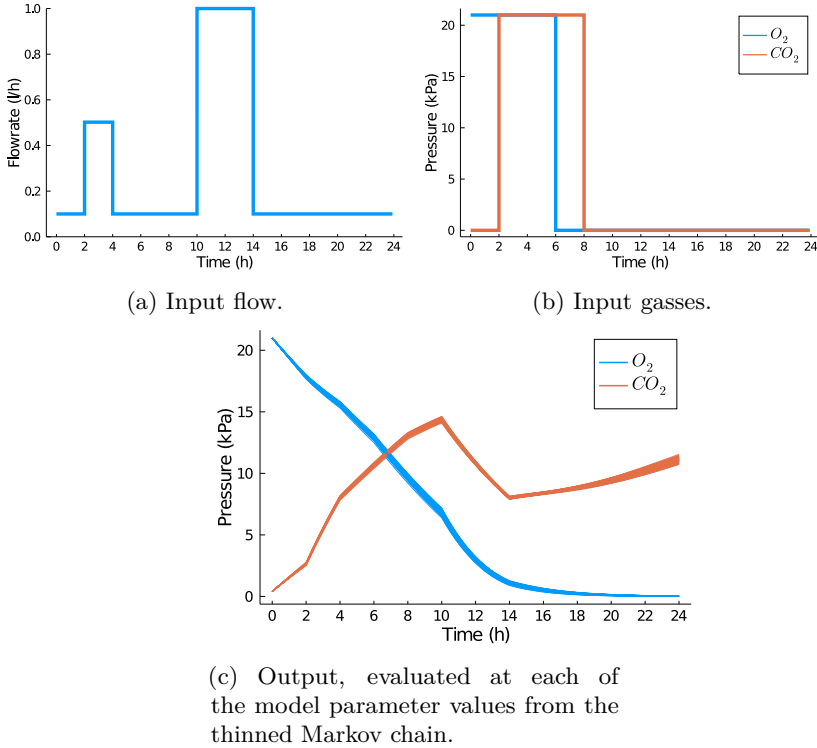 1.0
0.8
0.6
0.4
0.2
0.0
Flowrate (l/h)
0 2 4 6 8 10 12 14 16 18 20 22 24
Time (h)
(a) Input flow.
20
15
10
5
0
Pressure (kPa)
O₂
CO₂
0 2 4 6 8 10 12 14 16 18 20 22 24
Time (h)
(b) Input gasses.
20
15
10
5
0
Pressure (kPa)
O₂
CO₂
0 2 4 6 8 10 12 14 16 18 20 22 24
Time (h)
(c) Output, evaluated at each of
the model parameter values from the
thinned Markov chain.